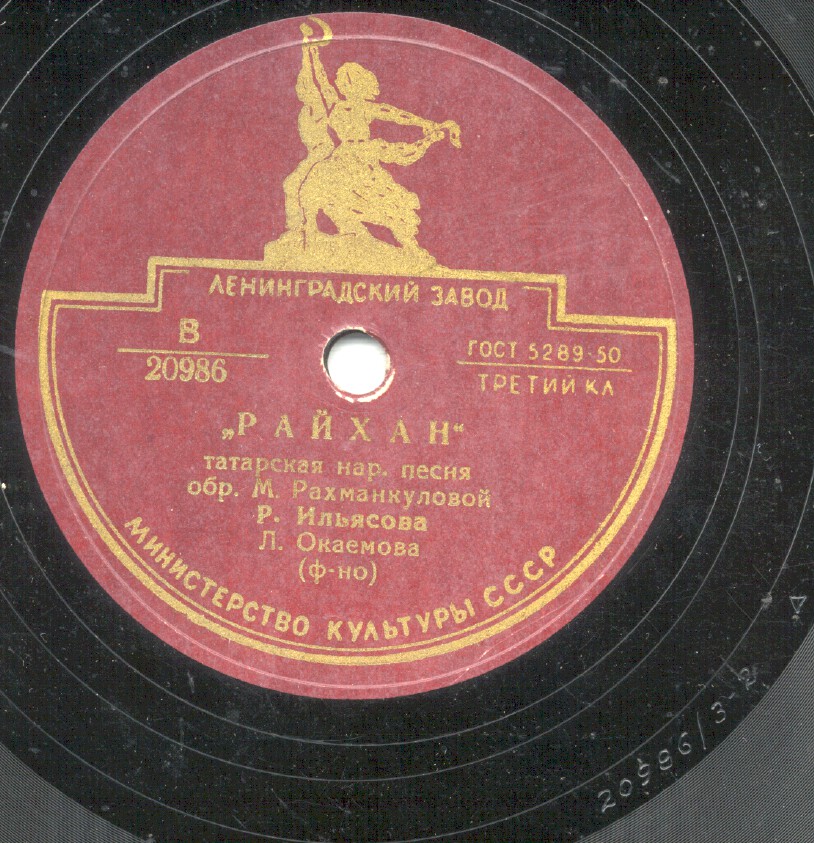 ЛЕНИНГРАДСКИЙ ЗАВОД
В
20986
ГОСТ 5289-50
ТРЕТИЙ КЛ
„РАЙХАН“
татарская нар. песня
обр. М. Рахманкуловой
Р. Ильясова
Л. Окаемова
(ф-но)
МИНИСТЕРСТВО КУЛЬТУРЫ СССР
20986/3-2